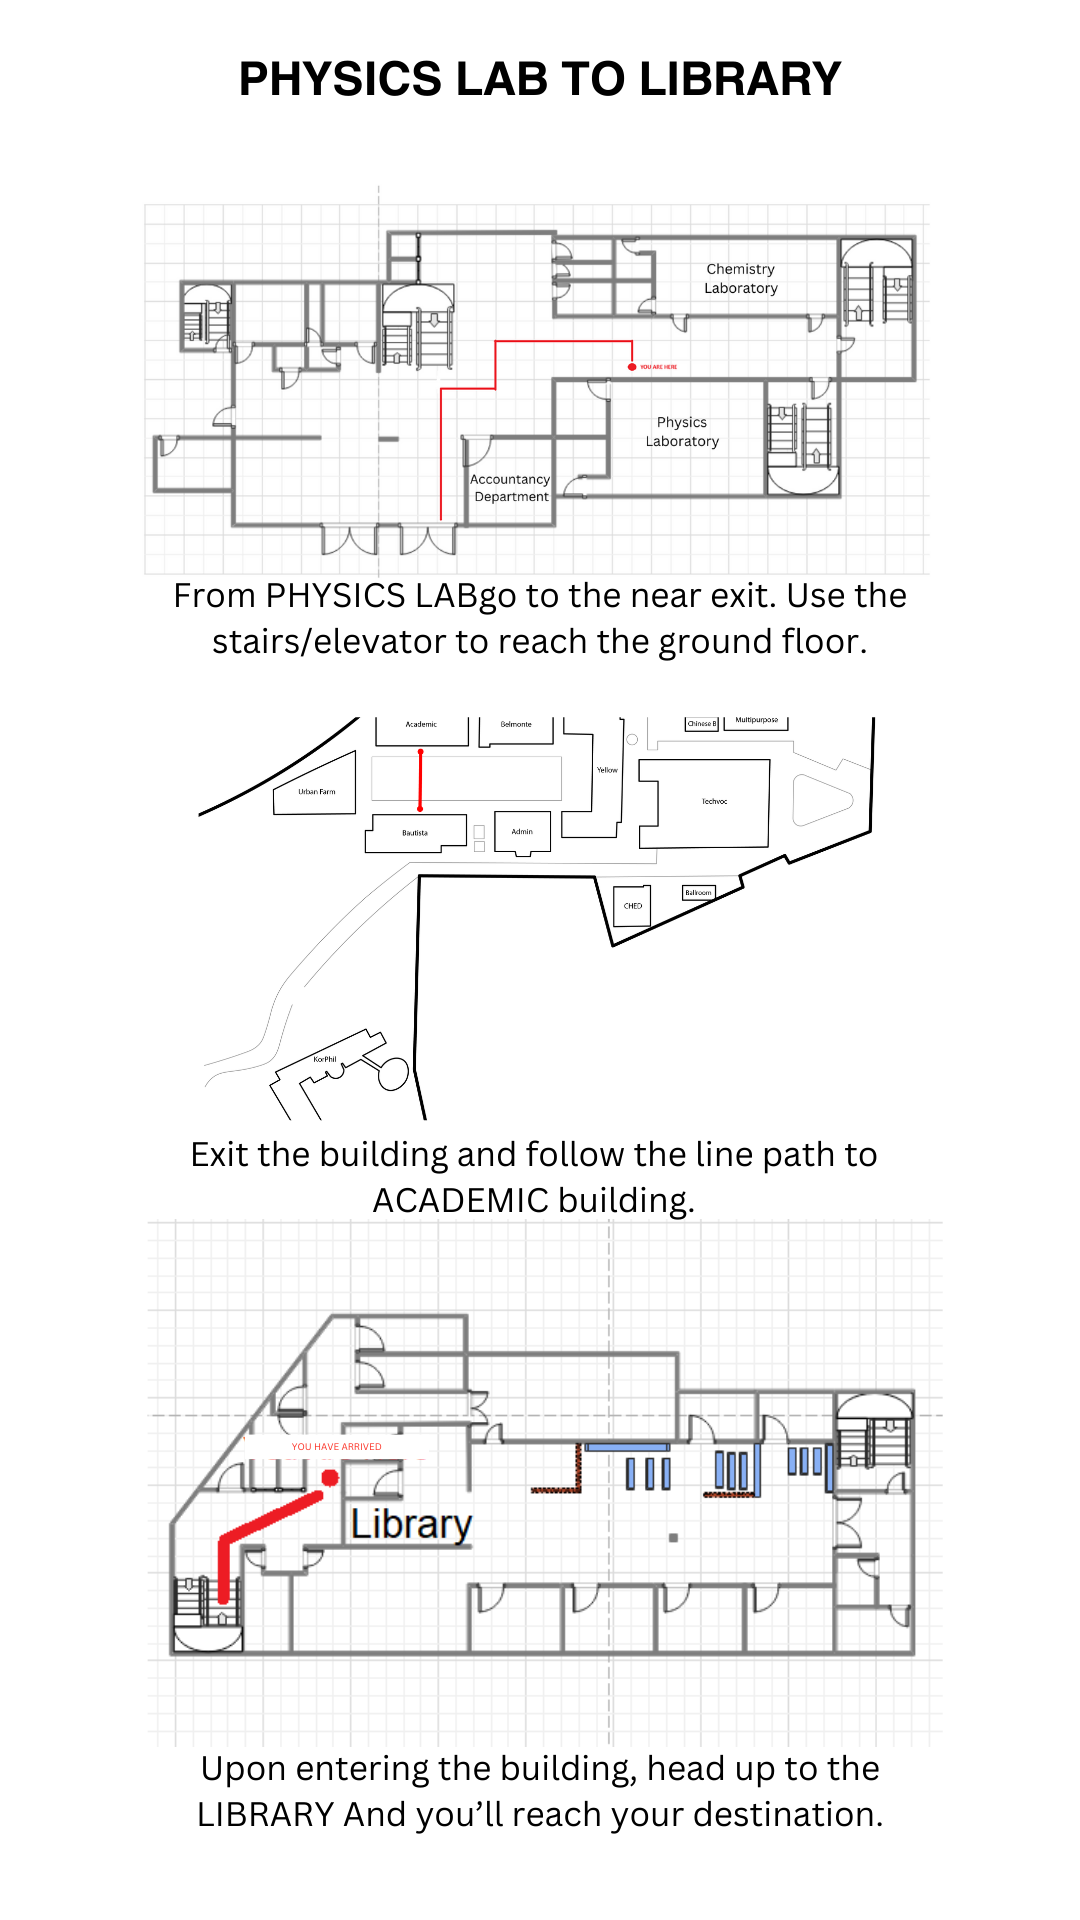 PHYSICS LAB TO LIBRARY
Chemistry
Laboratory
YOU ARE HERE
Physics
Laboratory
Accountancy
Department
From PHYSICS LABgo to the near exit. Use the
stairs/elevator to reach the ground floor.
Academic
Belmonte
Chinese B
Multipurpose
Urban Farm
Yellow
Techvoc
Bautista
Admin
CHED
Ballroom
KorPhil
Exit the building and follow the line path to
ACADEMIC building.
YOU HAVE ARRIVED
Library
Upon entering the building, head up to the
LIBRARY And you’ll reach your destination.